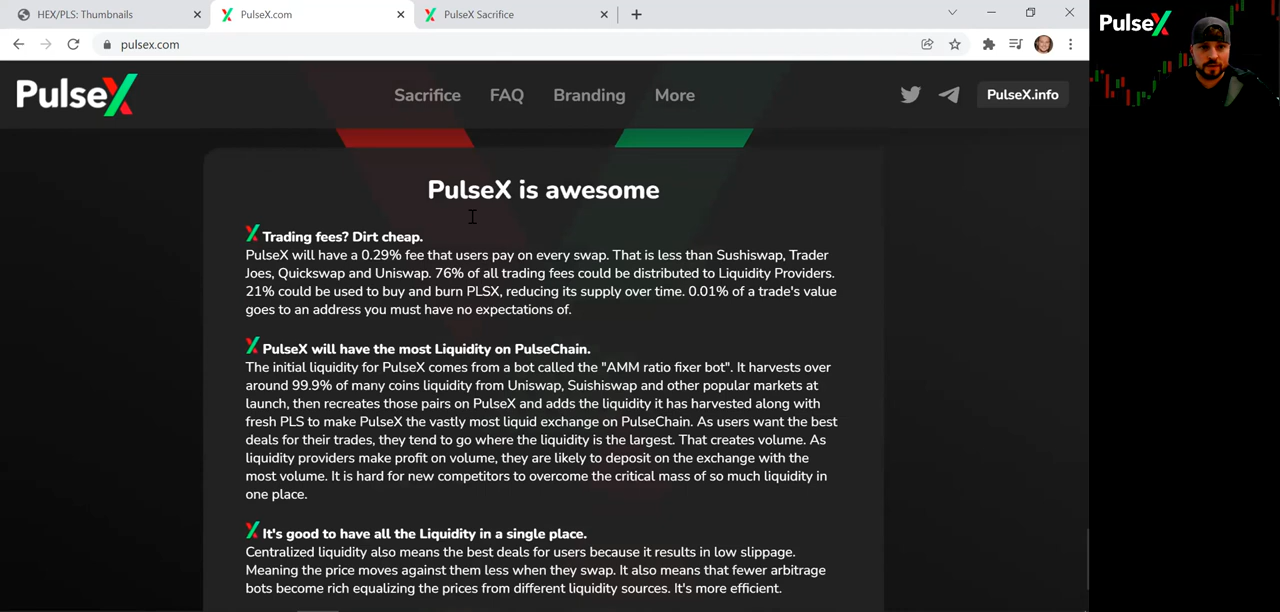 HEX/PLS: Thumbnails
PulseX.com
PulseX Sacrifice
pulsex.com
PulseX
PulseX
Sacrifice
FAQ
Branding
More
PulseX.info
PulseX is awesome
Trading fees? Dirt cheap.
PulseX will have a 0.29% fee that users pay on every swap. That is less than Sushiswap, Trader
Joes, Quickswap and Uniswap. 76% of all trading fees could be distributed to Liquidity Providers.
21% could be used to buy and burn PLSX, reducing its supply over time. 0.01% of a trade's value
goes to an address you must have no expectations of.
PulseX will have the most Liquidity on PulseChain.
The initial liquidity for PulseX comes from a bot called the "AMM ratio fixer bot". It harvests over
around 99.9% of many coins liquidity from Uniswap, Suishiswap and other popular markets at
launch, then recreates those pairs on PulseX and adds the liquidity it has harvested along with
fresh PLS to make PulseX the vastly most liquid exchange on PulseChain. As users want the best
deals for their trades, they tend to go where the liquidity is the largest. That creates volume. As
liquidity providers make profit on volume, they are likely to deposit on the exchange with the
most volume. It is hard for new competitors to overcome the critical mass of so much liquidity in
one place.
It's good to have all the Liquidity in a single place.
Centralized liquidity also means the best deals for users because it results in low slippage.
Meaning the price moves against them less when they swap. It also means that fewer arbitrage
bots become rich equalizing the prices from different liquidity sources. It's more efficient.